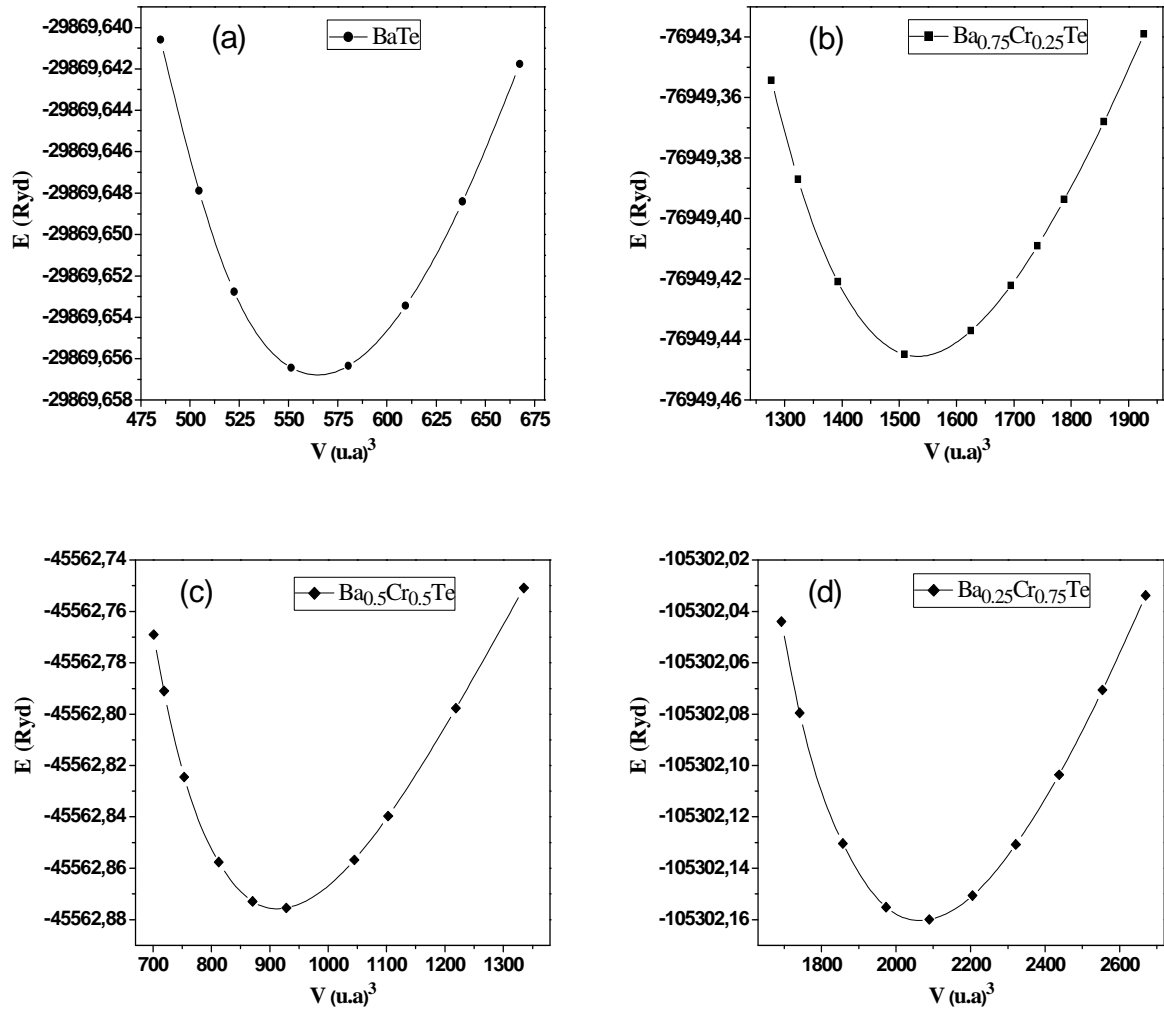 (a)
BaTe
E (Ryd)
-29869,640
-29869,642
-29869,644
-29869,646
-29869,648
-29869,650
-29869,652
-29869,654
-29869,656
-29869,658
475 500 525 550 575 600 625 650 675
V (u.a)³
(b)
Ba₀.₇₅Cr₀.₂₅Te
E (Ryd)
-76949,34
-76949,36
-76949,38
-76949,40
-76949,42
-76949,44
-76949,46
1300 1400 1500 1600 1700 1800 1900
V (u.a)³
(c)
Ba₀.₅Cr₀.₅Te
E (Ryd)
-45562,74
-45562,76
-45562,78
-45562,80
-45562,82
-45562,84
-45562,86
-45562,88
700 800 900 1000 1100 1200 1300
V (u.a)³
(d)
Ba₀.₂₅Cr₀.₇₅Te
E (Ryd)
-105302,02
-105302,04
-105302,06
-105302,08
-105302,10
-105302,12
-105302,14
-105302,16
1800 2000 2200 2400 2600
V (u.a)³